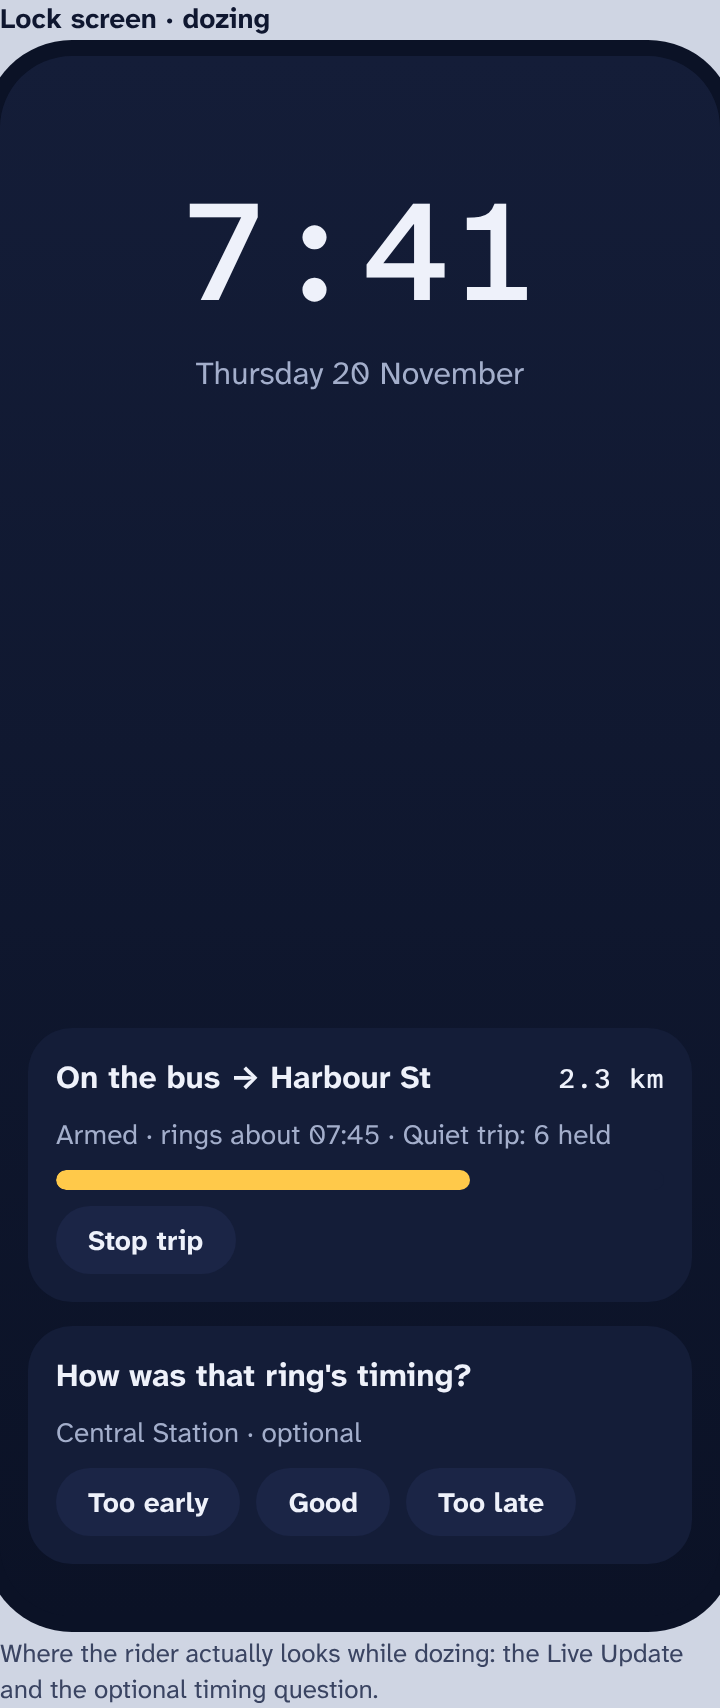 Lock screen · dozing
7:41
Thursday 20 November
On the bus → Harbour St
2.3 km
Armed · rings about 07:45 · Quiet trip: 6 held
Stop trip
How was that ring's timing?
Central Station · optional
Too early
Good
Too late
Where the rider actually looks while dozing: the Live Update
and the optional timing question.